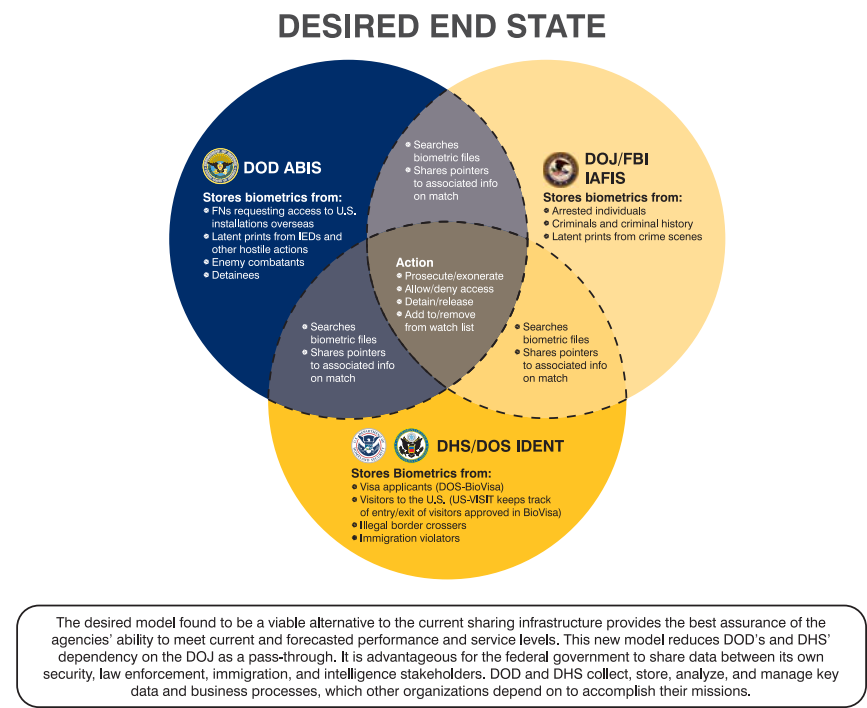 DESIRED END STATE
DOD ABIS
Stores biometrics from:
FNs requesting access to U.S.
installations overseas
Latent prints from IEDs and
other hostile actions
Enemy combatants
Detainees
Searches
biometric files
Shares pointers
to associated info
on match
DOJ/FBI
IAFIS
Stores biometrics from:
Arrested individuals
Criminals and criminal history
Latent prints from crime scenes
Action
Prosecute/exonerate
Allow/deny access
Detain/release
Add to/remove
from watch list
Searches
biometric files
Shares pointers
to associated info
on match
Searches
biometric files
Shares pointers
to associated info
on match
DHS/DOS IDENT
Stores Biometrics from:
Visa applicants (DOS-BioVisa)
Visitors to the U.S. (US-VISIT keeps track
of entry/exit of visitors approved in BioVisa)
Illegal border crossers
Immigration violators
The desired model found to be a viable alternative to the current sharing infrastructure provides the best assurance of the
agencies' ability to meet current and forecasted performance and service levels. This new model reduces DOD's and DHS'
dependency on the DOJ as a pass-through. It is advantageous for the federal government to share data between its own
security, law enforcement, immigration, and intelligence stakeholders. DOD and DHS collect, store, analyze, and manage key
data and business processes, which other organizations depend on to accomplish their missions.